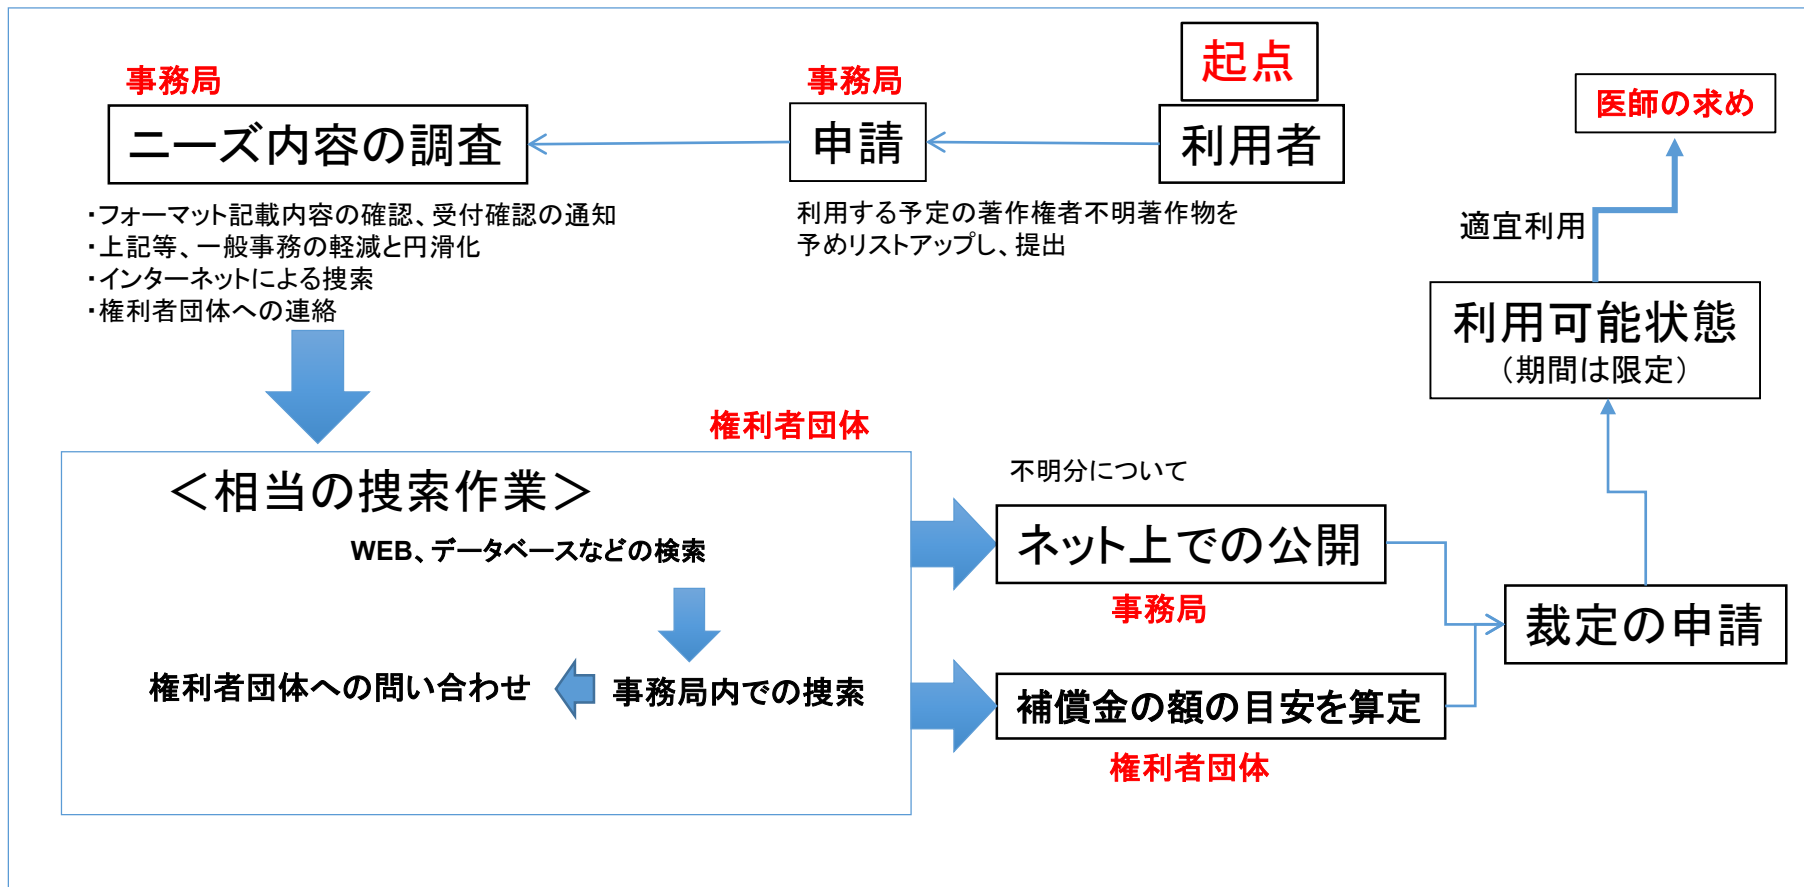 起点
利用者
事務局
申請
利用する予定の著作権者不明著作物を
予めリストアップし、提出
事務局
ニーズ内容の調査
・フォーマット記載内容の確認、受付確認の通知
・上記等、一般事務の軽減と円滑化
・インターネットによる捜索
・権利者団体への連絡
権利者団体
＜相当の捜索作業＞
WEB、データベースなどの検索
事務局内での捜索
権利者団体への問い合わせ
不明分について
ネット上での公開
事務局
補償金の額の目安を算定
権利者団体
裁定の申請
利用可能状態
（期間は限定）
適宜利用
医師の求め